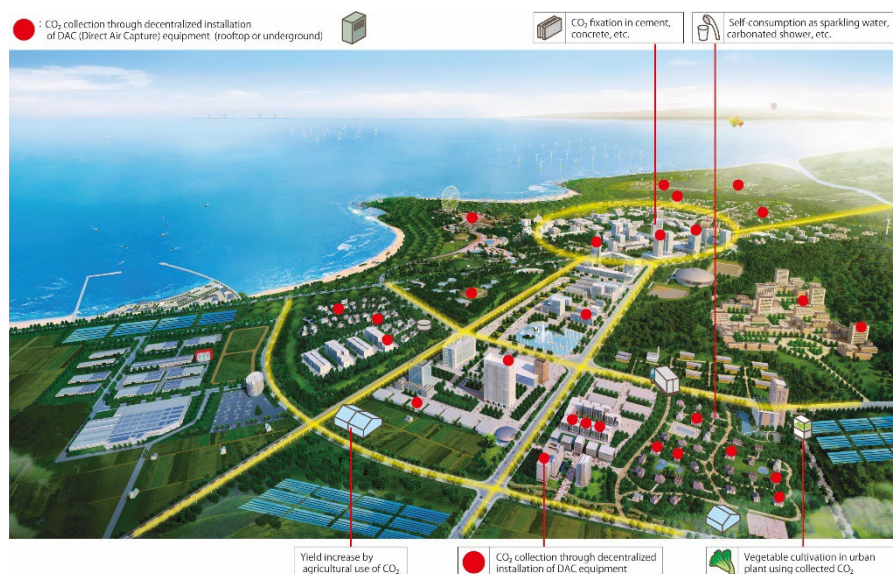 : CO₂ collection through decentralized installation
of DAC (Direct Air Capture) equipment (rooftop or underground)
CO₂ fixation in cement,
concrete, etc.
Self-consumption as sparkling water,
carbonated shower, etc.
Yield increase by
agricultural use of CO₂
CO₂ collection through decentralized
installation of DAC equipment
Vegetable cultivation in urban
plant using collected CO₂